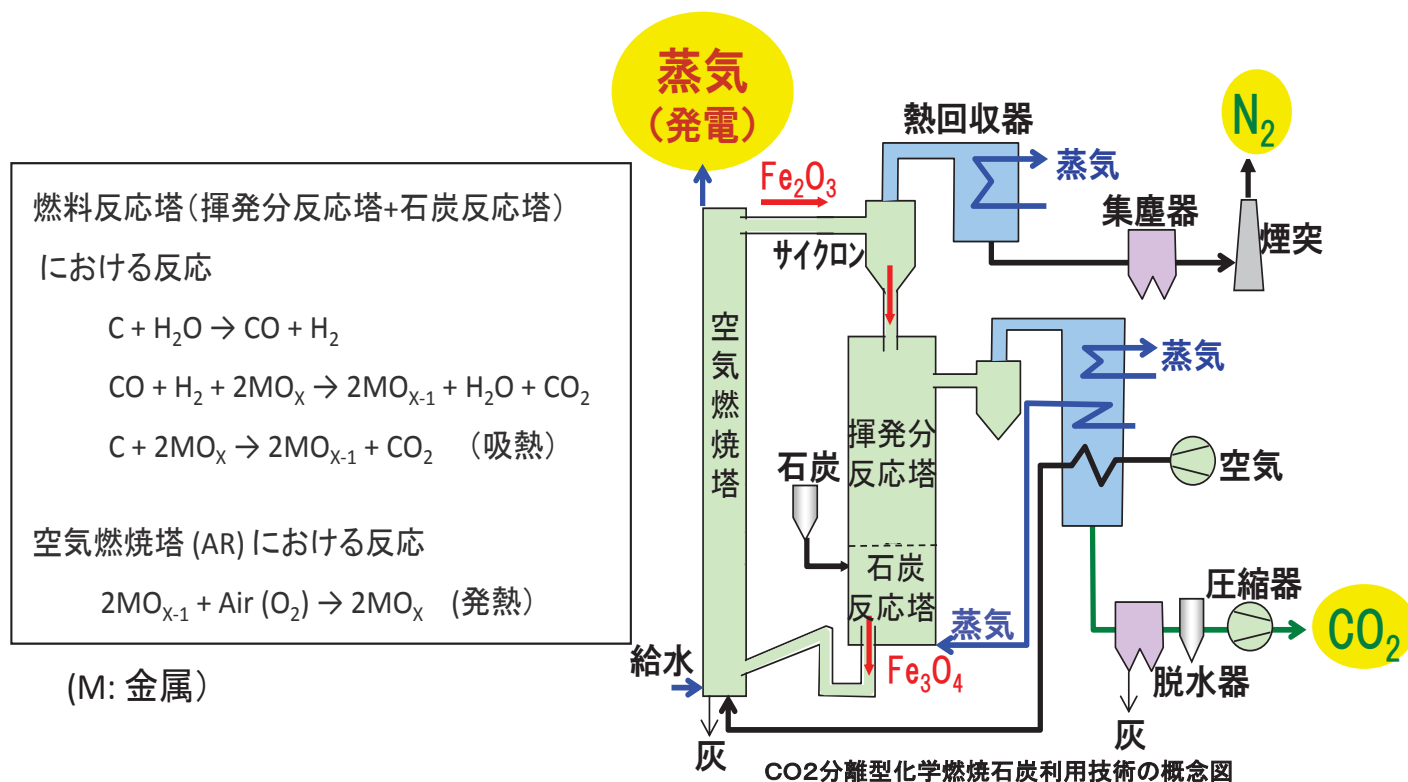 燃料反応塔(揮発分反応塔+石炭反応塔)
における反応
C + H₂O → CO + H₂
CO + H₂ + 2MOₓ → 2MOₓ₋₁ + H₂O + CO₂
C + 2MOₓ → 2MOₓ₋₁ + CO₂ (吸熱)
空気燃焼塔 (AR) における反応
2MOₓ₋₁ + Air (O₂) → 2MOₓ (発熱)
(M: 金属)
蒸気
(発電)
Fe₂O₃
サイクロン
熱回収器
蒸気
集塵器
N₂
煙突
空気燃焼塔
揮発分
反応塔
石炭
石炭
反応塔
蒸気
空気
蒸気
圧縮器
CO₂
脱水器
灰
給水
Fe₃O₄
灰
CO2分離型化学燃焼石炭利用技術の概念図